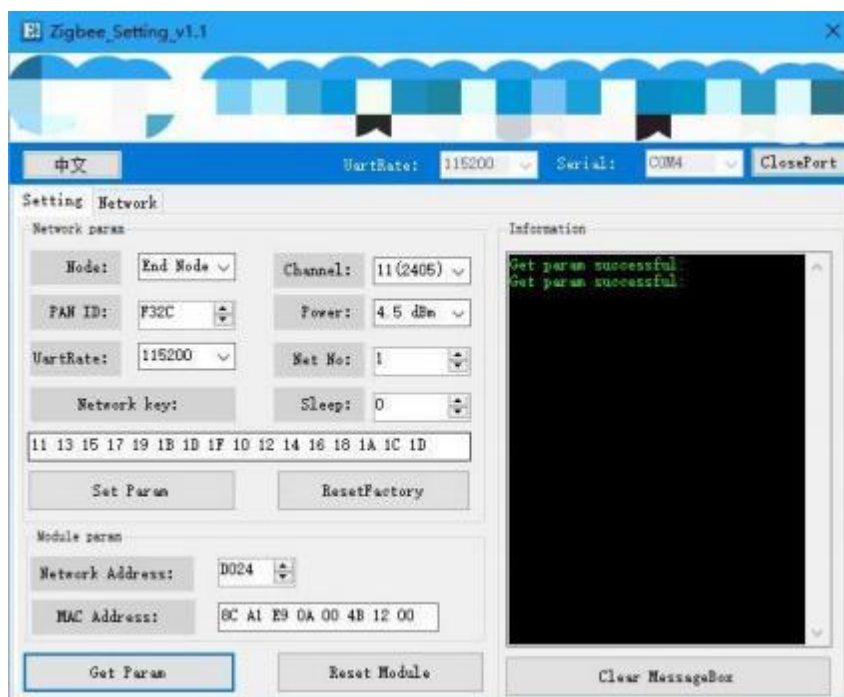 Zigbee_Setting_v1.1
中文 UartRate: 115200 Serial: COM4 ClosePort
Setting Network
Network param
Node: End Node Channel: 11(2405)
PAN ID: F32C Power: 4.5 dBm
UartRate: 115200 Net No: 1
Network key: Sleep: 0
11 13 15 17 19 1B 1D 1F 10 12 14 16 18 1A 1C 1D
Set Param ResetFactory
Module param
Network Address: D024
MAC Address: 8C A1 E9 0A 00 4B 12 00
Get Param Reset Module
Information
Get param successful
Get param successful
Clear MessageBox